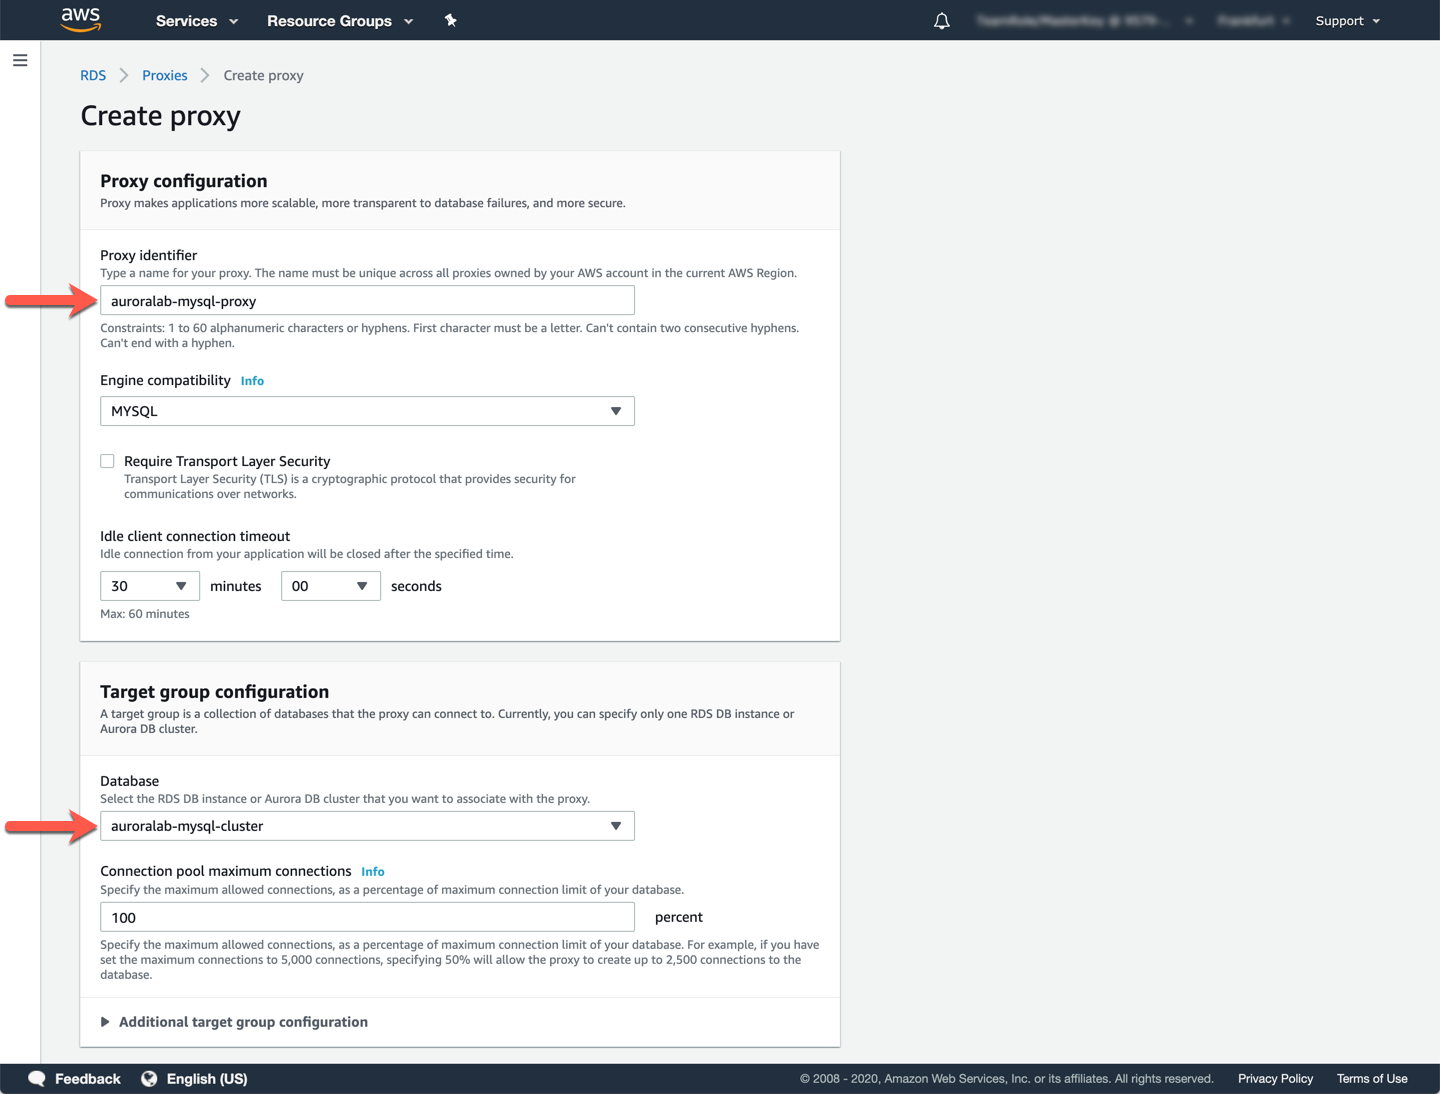 aws Services Resource Groups Support
RDS Proxies Create proxy
Create proxy
Proxy configuration
Proxy makes applications more scalable, more transparent to database failures, and more secure.
Proxy identifier
Type a name for your proxy. The name must be unique across all proxies owned by your AWS account in the current AWS Region.
auroralab-mysql-proxy
Constraints: 1 to 60 alphanumeric characters or hyphens. First character must be a letter. Can't contain two consecutive hyphens.
Can't end with a hyphen.
Engine compatibility Info
MYSQL
Require Transport Layer Security
Transport Layer Security (TLS) is a cryptographic protocol that provides security for
communications over networks.
Idle client connection timeout
Idle connection from your application will be closed after the specified time.
30 minutes 00 seconds
Max: 60 minutes
Target group configuration
A target group is a collection of databases that the proxy can connect to. Currently, you can specify only one RDS DB instance or
Aurora DB cluster.
Database
Select the RDS DB instance or Aurora DB cluster that you want to associate with the proxy.
auroralab-mysql-cluster
Connection pool maximum connections Info
Specify the maximum allowed connections, as a percentage of maximum connection limit of your database.
100 percent
Specify the maximum allowed connections, as a percentage of maximum connection limit of your database. For example, if you have
set the maximum connections to 5,000 connections, specifying 50% will allow the proxy to create up to 2,500 connections to the
database.
Additional target group configuration
Feedback English (US) © 2008 - 2020, Amazon Web Services, Inc. or its affiliates. All rights reserved. Privacy Policy Terms of Use